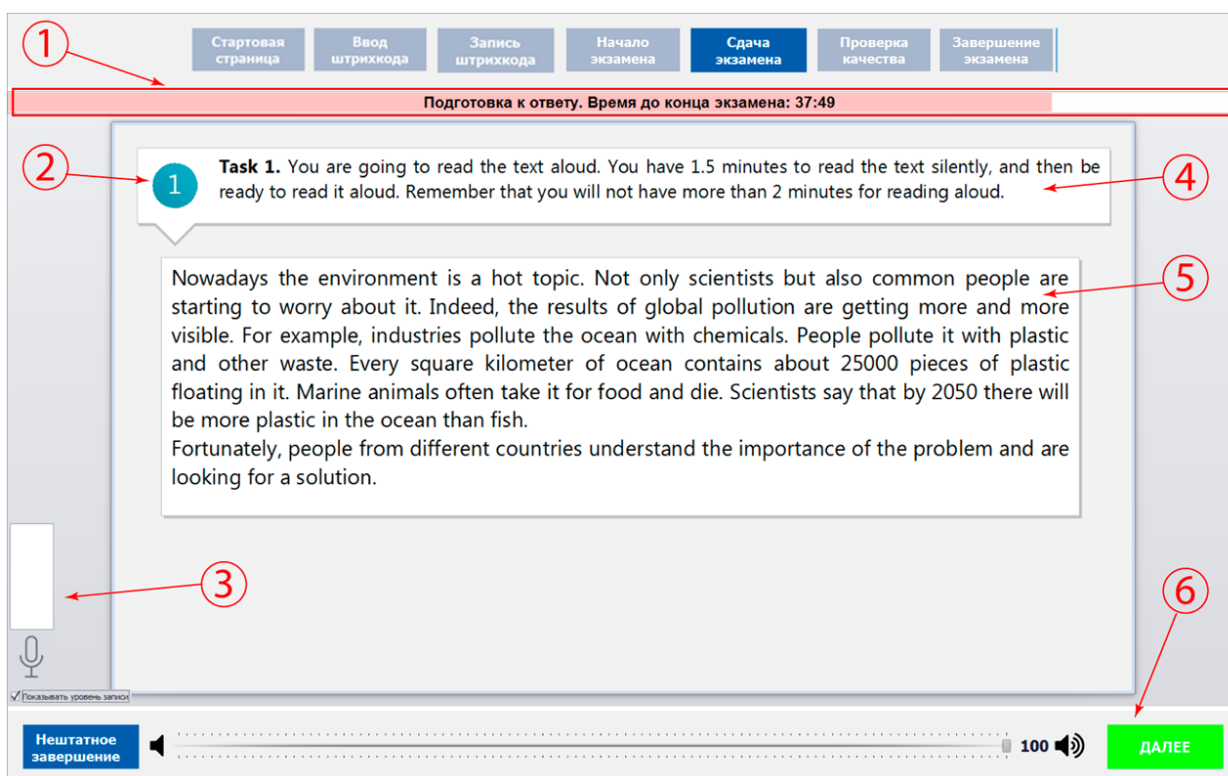 1
Стартовая страница
Ввод штрихкода
Запись штрихкода
Начало экзамена
Сдача экзамена
Проверка качества
Завершение экзамена
Подготовка к ответу. Время до конца экзамена: 37:49
2
1
Task 1. You are going to read the text aloud. You have 1.5 minutes to read the text silently, and then be
ready to read it aloud. Remember that you will not have more than 2 minutes for reading aloud.
4
Nowadays the environment is a hot topic. Not only scientists but also common people are
starting to worry about it. Indeed, the results of global pollution are getting more and more
visible. For example, industries pollute the ocean with chemicals. People pollute it with plastic
and other waste. Every square kilometer of ocean contains about 25000 pieces of plastic
floating in it. Marine animals often take it for food and die. Scientists say that by 2050 there will
be more plastic in the ocean than fish.
Fortunately, people from different countries understand the importance of the problem and are
looking for a solution.
5
3
6
Показывать уровень записи
Нештатное
завершение
100
ДАЛЕЕ